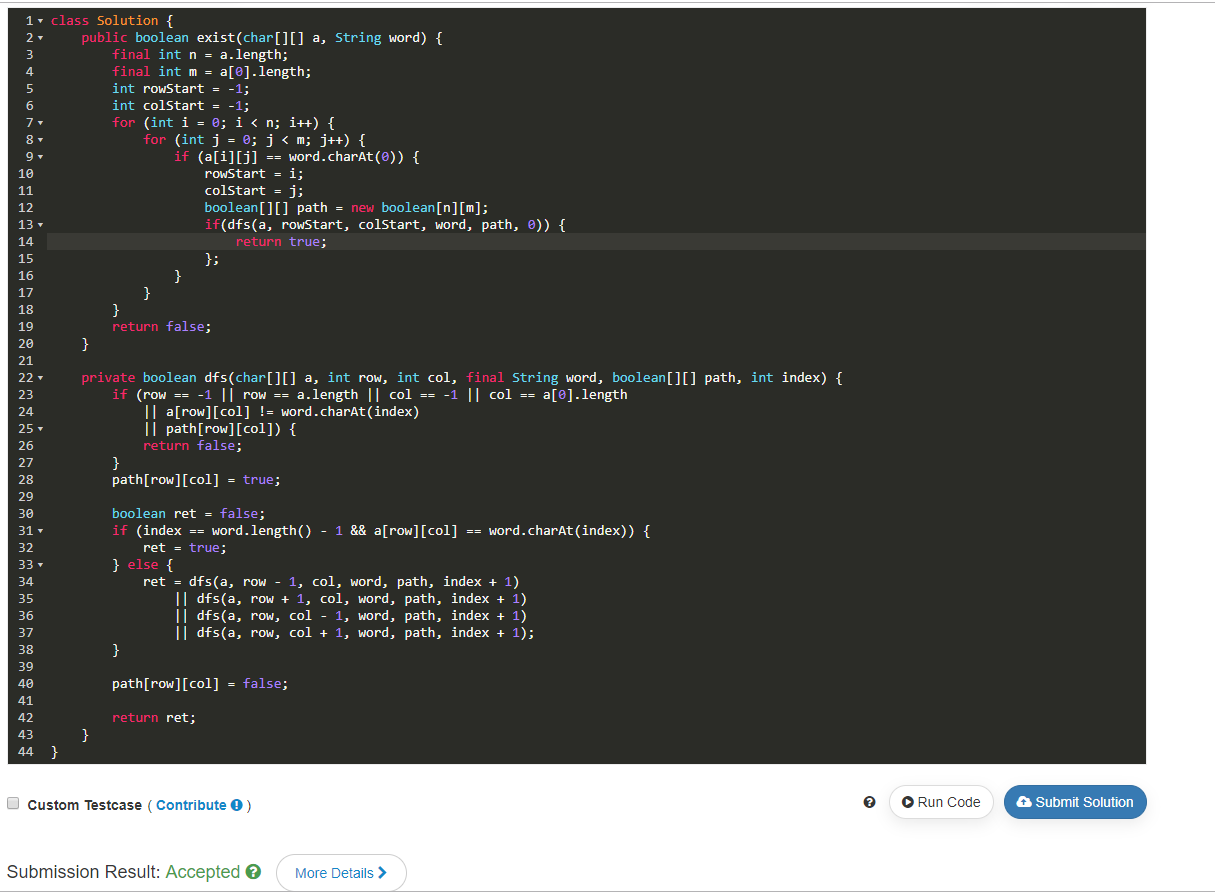 1 class Solution {
2     public boolean exist(char[][] a, String word) {
3         final int n = a.length;
4         final int m = a[0].length;
5         int rowStart = -1;
6         int colStart = -1;
7         for (int i = 0; i < n; i++) {
8             for (int j = 0; j < m; j++) {
9                 if (a[i][j] == word.charAt(0)) {
10                     rowStart = i;
11                     colStart = j;
12                     boolean[][] path = new boolean[n][m];
13                     if(dfs(a, rowStart, colStart, word, path, 0)) {
14                         return true;
15                     };
16                 }
17             }
18         }
19         return false;
20     }
21
22     private boolean dfs(char[][] a, int row, int col, final String word, boolean[][] path, int index) {
23         if (row == -1 || row == a.length || col == -1 || col == a[0].length
24             || a[row][col] != word.charAt(index)
25             || path[row][col]) {
26             return false;
27         }
28         path[row][col] = true;
29
30         boolean ret = false;
31         if (index == word.length() - 1 && a[row][col] == word.charAt(index)) {
32             ret = true;
33         } else {
34             ret = dfs(a, row - 1, col, word, path, index + 1)
35                 || dfs(a, row + 1, col, word, path, index + 1)
36                 || dfs(a, row, col - 1, word, path, index + 1)
37                 || dfs(a, row, col + 1, word, path, index + 1);
38         }
39
40         path[row][col] = false;
41
42         return ret;
43     }
44 }
Custom Testcase ( Contribute ! )
? Run Code Submit Solution
Submission Result: Accepted ? More Details